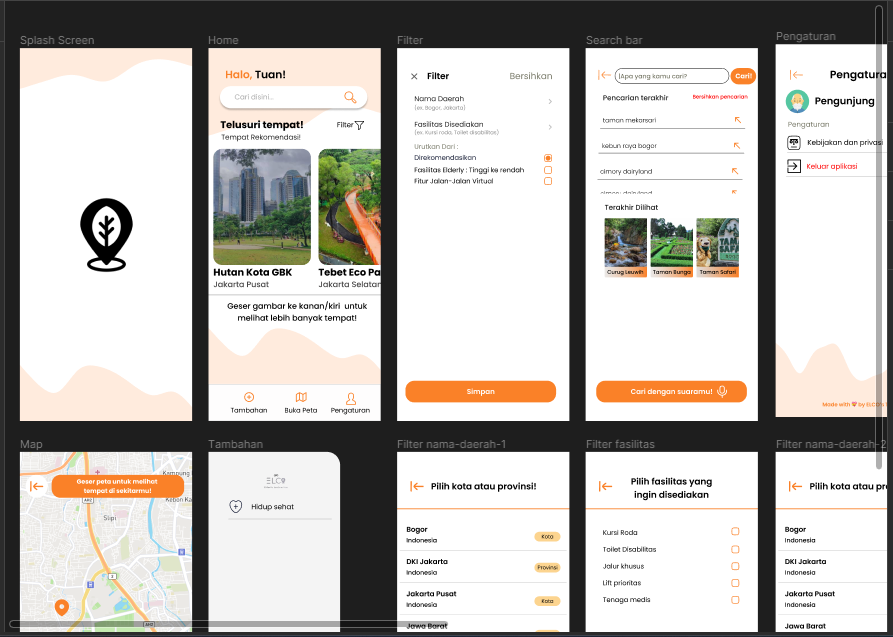 Splash Screen
Home
Halo, Tuan!
Cari disini...
Telusuri tempat!
Filter
Tempat Rekomendasi!
Hutan Kota GBK
Jakarta Pusat
Tebet Eco Pa
Jakarta Selatan
Geser gambar ke kanan/kiri untuk
melihat lebih banyak tempat!
Tambahan
Buka Peta
Pengaturan
Filter
Filter
Bersihkan
Nama Daerah
(ex. Bogor, Jakarta)
Fasilitas Disediakan
(ex. Kursi roda, Toilet disabilitas)
Urutkan Dari :
Direkomendasikan
Fasilitas Elderly : Tinggi ke rendah
Fitur Jalan-Jalan Virtual
Simpan
Search bar
Apa yang kamu cari?
Cari!
Pencarian terakhir
Bersihkan pencarian
taman mekarsari
kebun raya bogor
cimory dairyland
cimory dairyland
Terakhir Dilihat
Curug Leuwih
Taman Bunga
Taman Safari
Cari dengan suaramu!
Pengaturan
Pengatura
Pengunjung
Pengaturan
Kebijakan dan privasi
Keluar aplikasi
Made with by ELCO's
Map
Geser peta untuk melihat
tempat di sekitarmu!
Kampung
Kebon Ka
Slipi
Tambahan
ELCO
Hidup sehat
Filter nama-daerah-1
Pilih kota atau provinsi!
Bogor
Indonesia
Kota
DKI Jakarta
Indonesia
Provinsi
Jakarta Pusat
Indonesia
Kota
Jawa Barat
Filter fasilitas
Pilih fasilitas yang
ingin disediakan
Kursi Roda
Toilet Disabilitas
Jalur khusus
Lift prioritas
Tenaga medis
Filter nama-daerah-2
Pilih kota atau pr
Bogor
Indonesia
DKI Jakarta
Indonesia
Jakarta Pusat
Indonesia
Jawa Barat